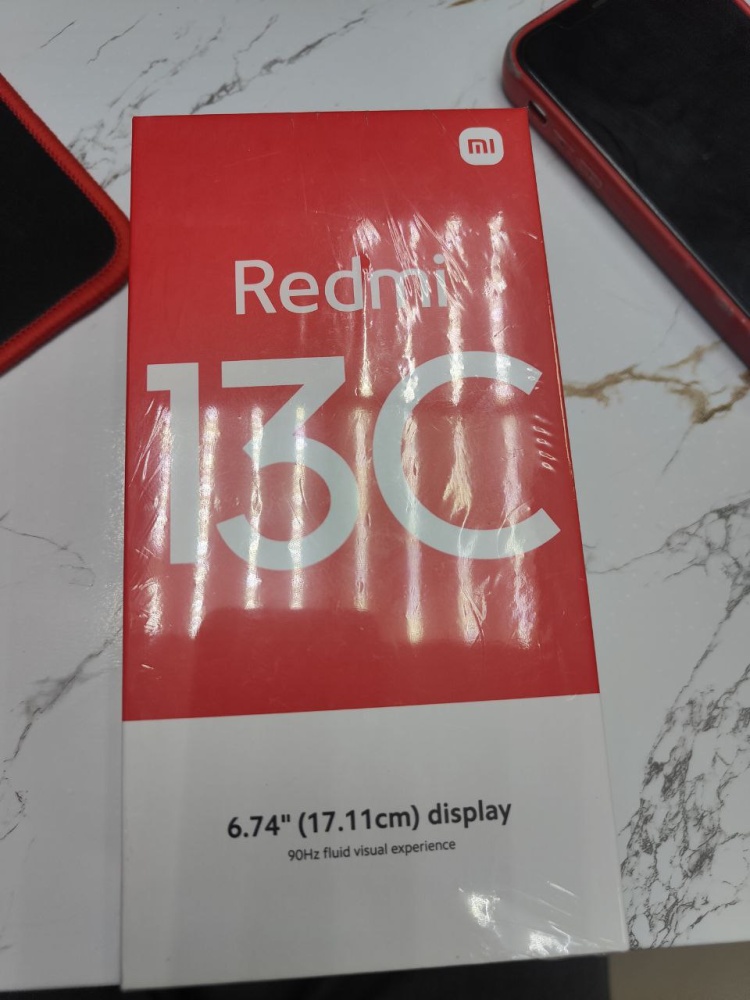 mi
Redmi
13C
6.74" (17.11cm) display
90Hz fluid visual experience